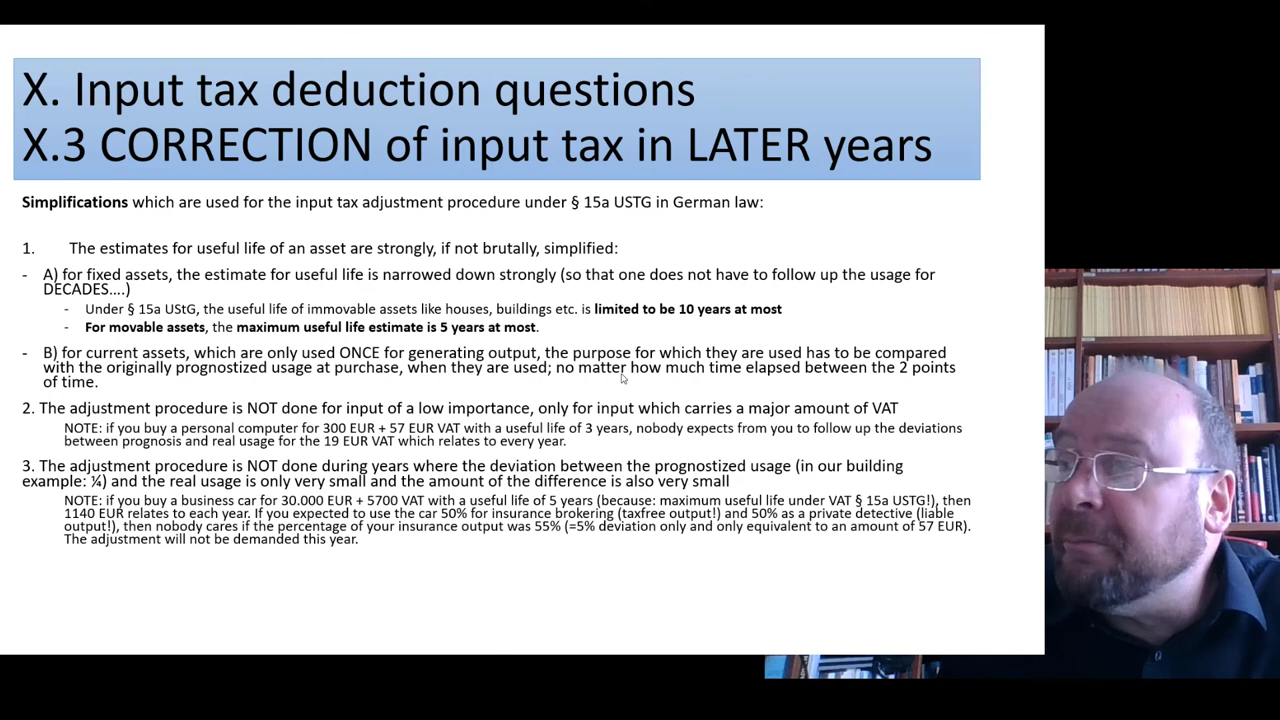 X. Input tax deduction questions
X.3 CORRECTION of input tax in LATER years
Simplifications which are used for the input tax adjustment procedure under § 15a USTG in German law:
1. The estimates for useful life of an asset are strongly, if not brutally, simplified:
- A) for fixed assets, the estimate for useful life is narrowed down strongly (so that one does not have to follow up the usage for
DECADES....)
- Under § 15a UStG, the useful life of immovable assets like houses, buildings etc. is limited to be 10 years at most
- For movable assets, the maximum useful life estimate is 5 years at most.
- B) for current assets, which are only used ONCE for generating output, the purpose for which they are used has to be compared
with the originally prognostized usage at purchase, when they are used; no matter how much time elapsed between the 2 points
of time.
2. The adjustment procedure is NOT done for input of a low importance, only for input which carries a major amount of VAT
NOTE: if you buy a personal computer for 300 EUR + 57 EUR VAT with a useful life of 3 years, nobody expects from you to follow up the deviations
between prognosis and real usage for the 19 EUR VAT which relates to every year.
3. The adjustment procedure is NOT done during years where the deviation between the prognostized usage (in our building
example: ¼) and the real usage is only very small and the amount of the difference is also very small
NOTE: if you buy a business car for 30.000 EUR + 5700 VAT with a useful life of 5 years (because: maximum useful life under VAT § 15a USTG!), then
1140 EUR relates to each year. If you expected to use the car 50% for insurance brokering (taxfree output!) and 50% as a private detective (liable
output!), then nobody cares if the percentage of your insurance output was 55% (=5% deviation only and only equivalent to an amount of 57 EUR).
The adjustment will not be demanded this year.